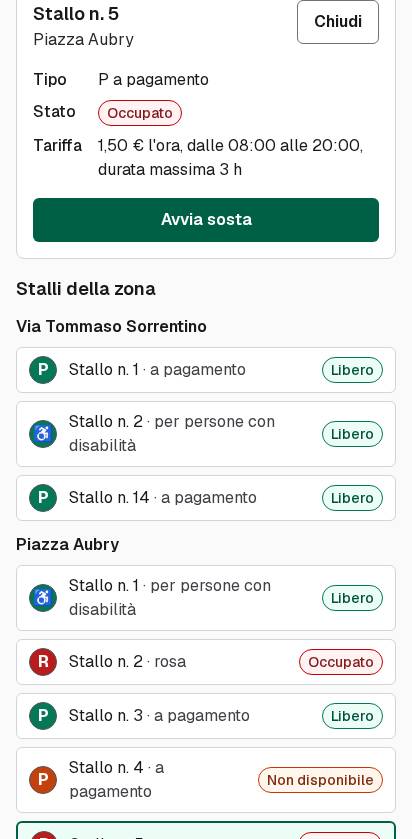 Stallo n. 5
Chiudi
Piazza Aubry
Tipo P a pagamento
Stato Occupato
Tariffa 1,50 € l'ora, dalle 08:00 alle 20:00,
durata massima 3 h
Avvia sosta
Stalli della zona
Via Tommaso Sorrentino
P Stallo n. 1 · a pagamento Libero
♿ Stallo n. 2 · per persone con
disabilità Libero
P Stallo n. 14 · a pagamento Libero
Piazza Aubry
♿ Stallo n. 1 · per persone con
disabilità Libero
R Stallo n. 2 · rosa Occupato
P Stallo n. 3 · a pagamento Libero
P Stallo n. 4 · a
pagamento Non disponibile